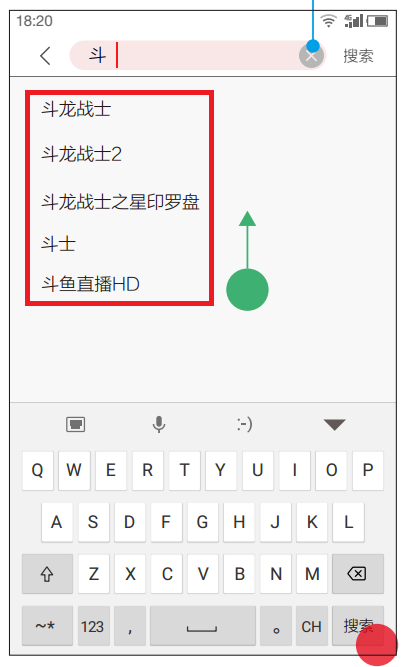 18:20 4G
斗 搜索
斗龙战士
斗龙战士2
斗龙战士之星印罗盘
斗士
斗鱼直播HD
:-)
Q W E R T Y U I O P
A S D F G H J K L
Z X C V B N M
~* 123 , 。 CH 搜索